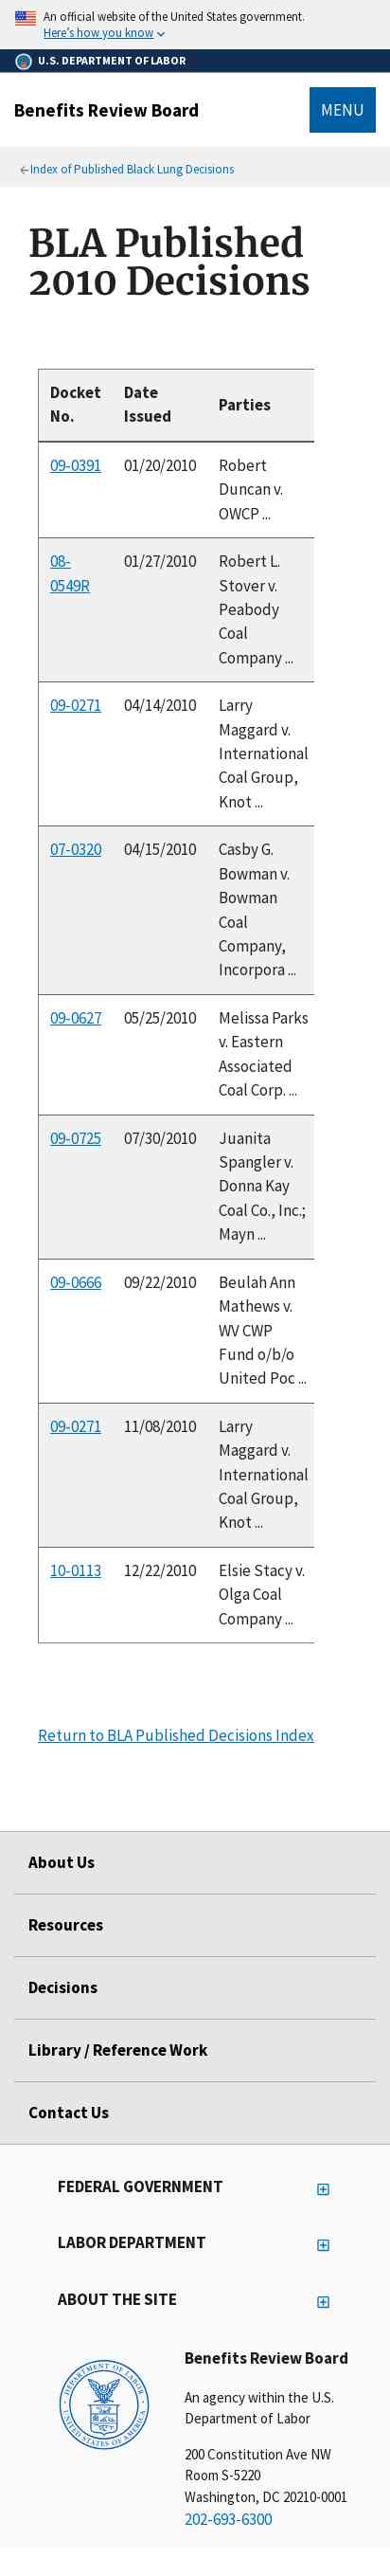 An official website of the United States government.
Here’s how you know
U.S. DEPARTMENT OF LABOR
Benefits Review Board
MENU
Index of Published Black Lung Decisions
BLA Published
2010 Decisions
Docket
No.
Date
Issued
Parties
09-0391
01/20/2010
Robert
Duncan v.
OWCP ...
08-
0549R
01/27/2010
Robert L.
Stover v.
Peabody
Coal
Company ...
09-0271
04/14/2010
Larry
Maggard v.
International
Coal Group,
Knot ...
07-0320
04/15/2010
Casby G.
Bowman v.
Bowman
Coal
Company,
Incorpora ...
09-0627
05/25/2010
Melissa Parks
v. Eastern
Associated
Coal Corp. ...
09-0725
07/30/2010
Juanita
Spangler v.
Donna Kay
Coal Co., Inc.;
Mayn ...
09-0666
09/22/2010
Beulah Ann
Mathews v.
WV CWP
Fund o/b/o
United Poc ...
09-0271
11/08/2010
Larry
Maggard v.
International
Coal Group,
Knot ...
10-0113
12/22/2010
Elsie Stacy v.
Olga Coal
Company ...
Return to BLA Published Decisions Index
About Us
Resources
Decisions
Library / Reference Work
Contact Us
FEDERAL GOVERNMENT
LABOR DEPARTMENT
ABOUT THE SITE
DEPARTMENT OF LABOR
UNITED STATES OF AMERICA
Benefits Review Board
An agency within the U.S.
Department of Labor
200 Constitution Ave NW
Room S-5220
Washington, DC 20210-0001
202-693-6300